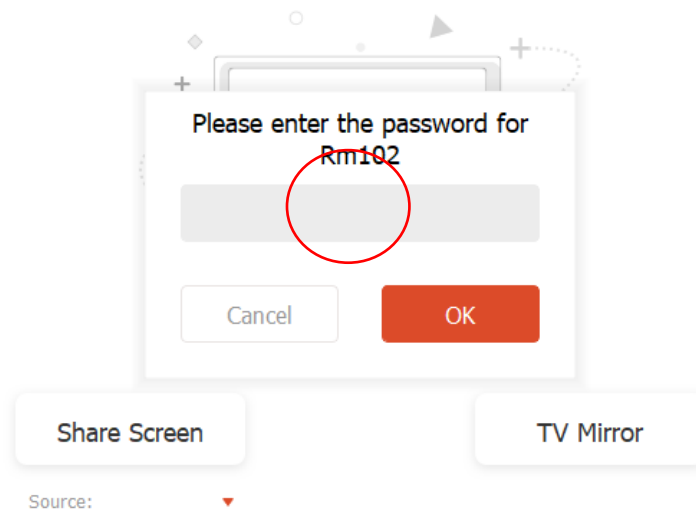 Please enter the password for
Rm102
Cancel
OK
Share Screen
TV Mirror
Source: